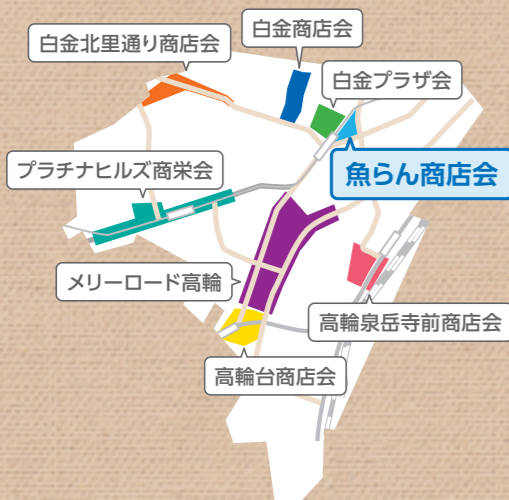 白金商店会
白金北里通り商店会
白金プラザ会
魚らん商店会
プラチナヒルズ商栄会
メリーロード高輪
高輪泉岳寺前商店会
高輪台商店会